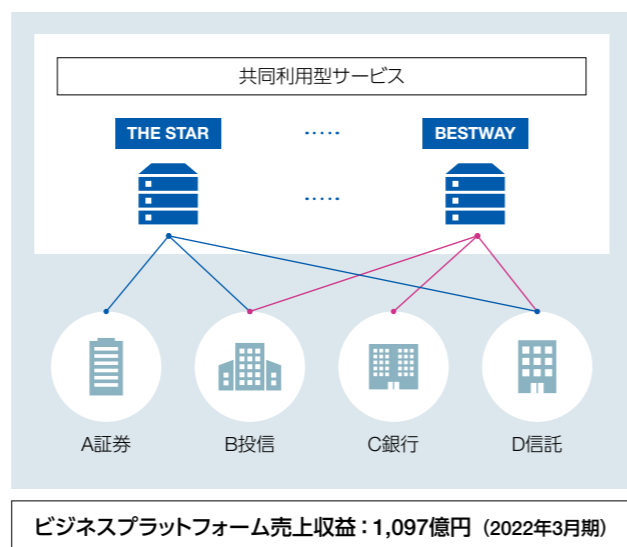 共同利用型サービス
THE STAR ····· BESTWAY
·····
A証券 B投信 C銀行 D信託
ビジネスプラットフォーム売上収益：1,097億円（2022年3月期）